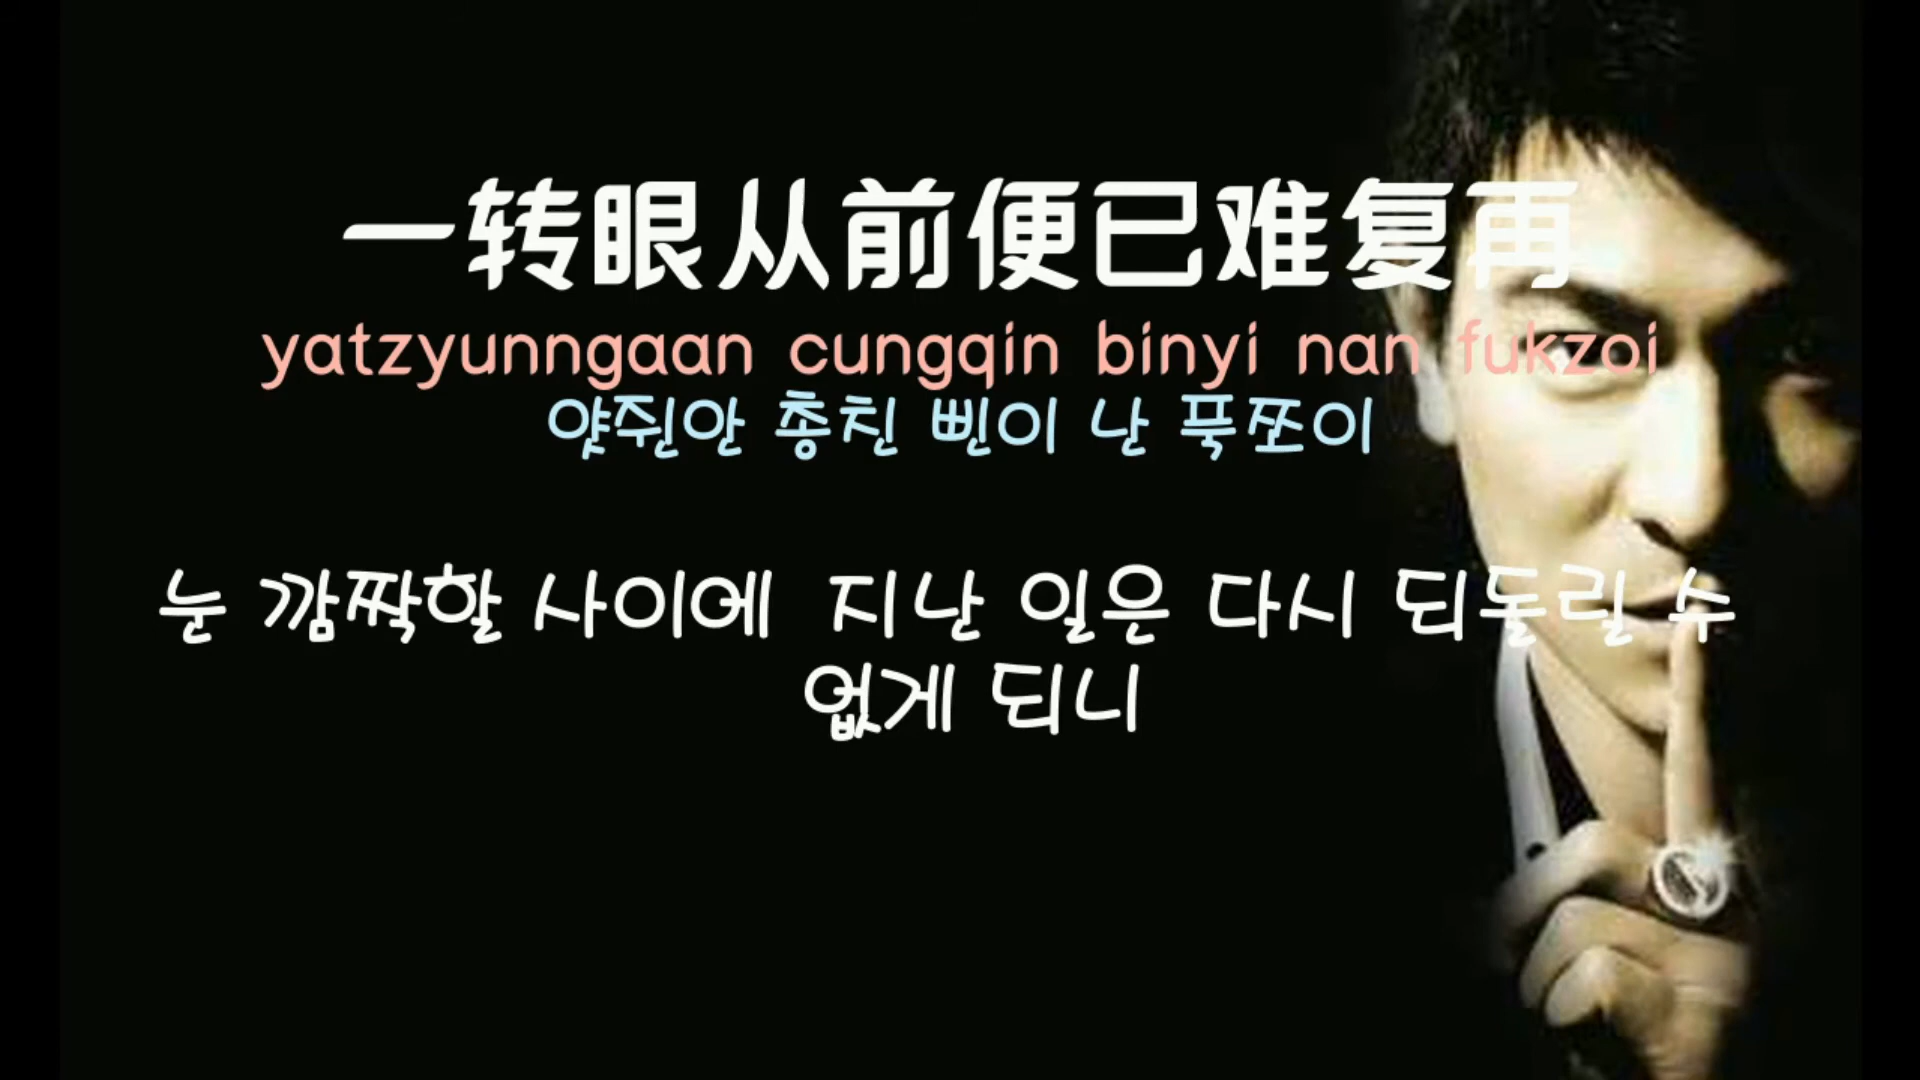 一转眼从前便已难复再
yatzyunngaan cungqin binyi nan fukzoi
얏쥔안 총친 삔이 난 푹쪼이
눈 깜짝할 사이에 지난 일은 다시 되돌릴 수
없게 되니